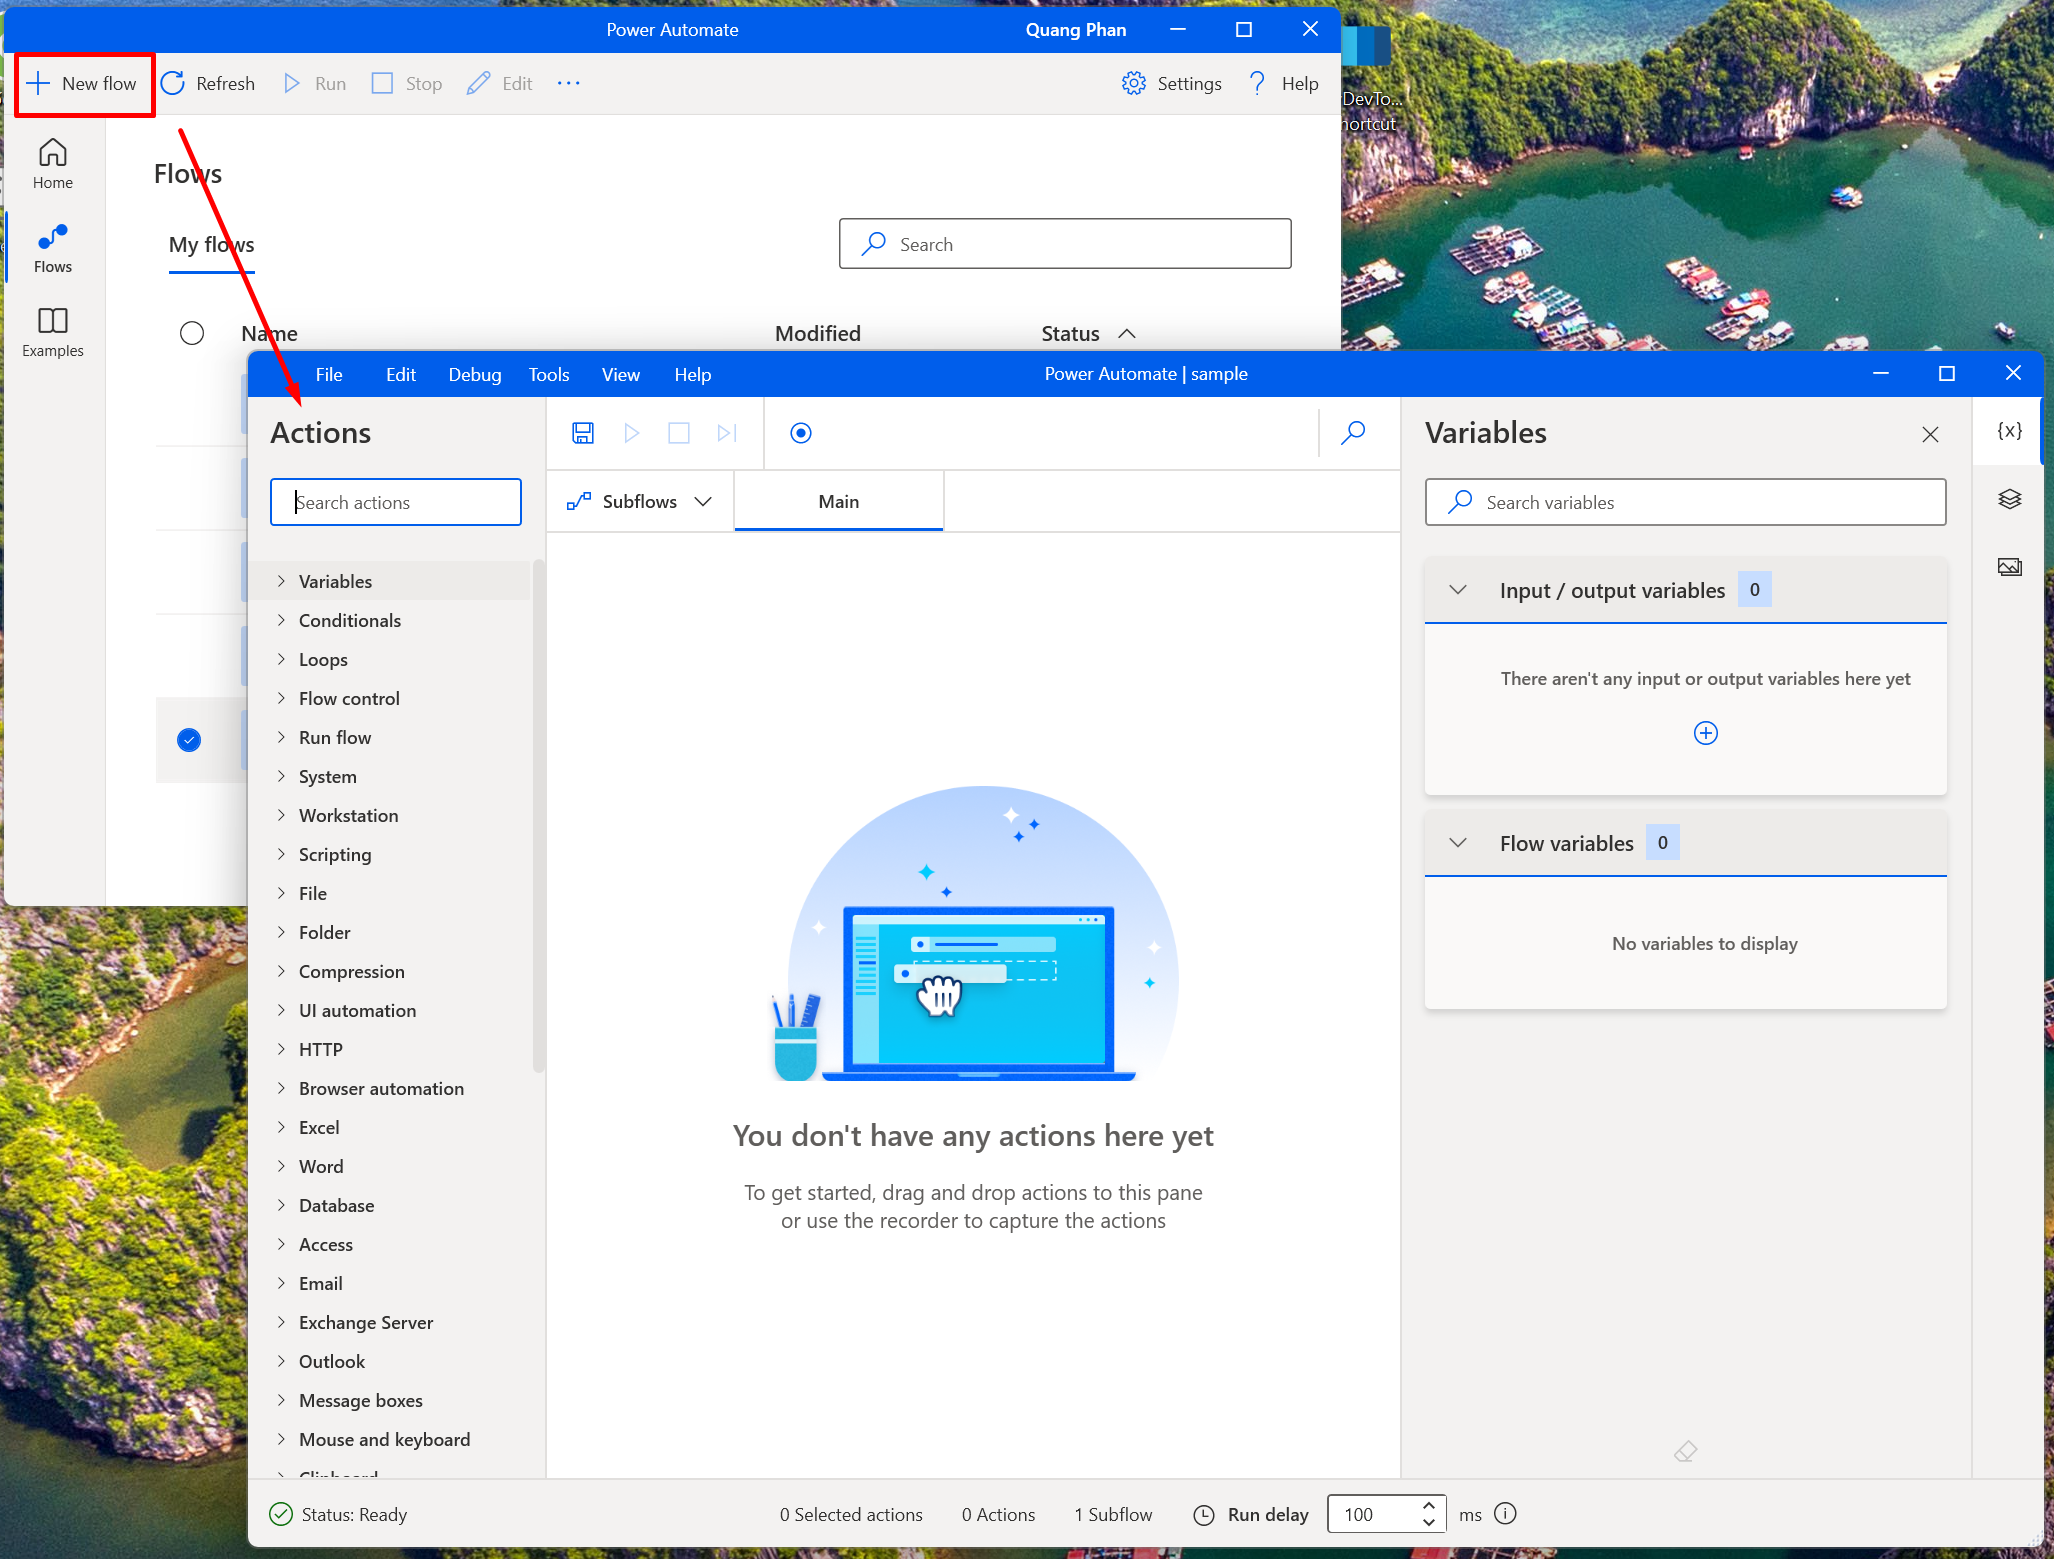 Power Automate
Quang Phan
New flow
Refresh
Run
Stop
Edit
Settings
Help
DevTo...
hortcut
Home
Flows
Examples
Flows
My flows
Search
Name
Modified
Status
File
Edit
Debug
Tools
View
Help
Power Automate | sample
Actions
Search actions
Subflows
Main
Variables
Conditionals
Loops
Flow control
Run flow
System
Workstation
Scripting
File
Folder
Compression
UI automation
HTTP
Browser automation
Excel
Word
Database
Access
Email
Exchange Server
Outlook
Message boxes
Mouse and keyboard
Clipboard
You don't have any actions here yet
To get started, drag and drop actions to this pane
or use the recorder to capture the actions
Variables
{x}
Search variables
Input / output variables 0
There aren't any input or output variables here yet
Flow variables 0
No variables to display
Status: Ready
0 Selected actions
0 Actions
1 Subflow
Run delay
100
ms